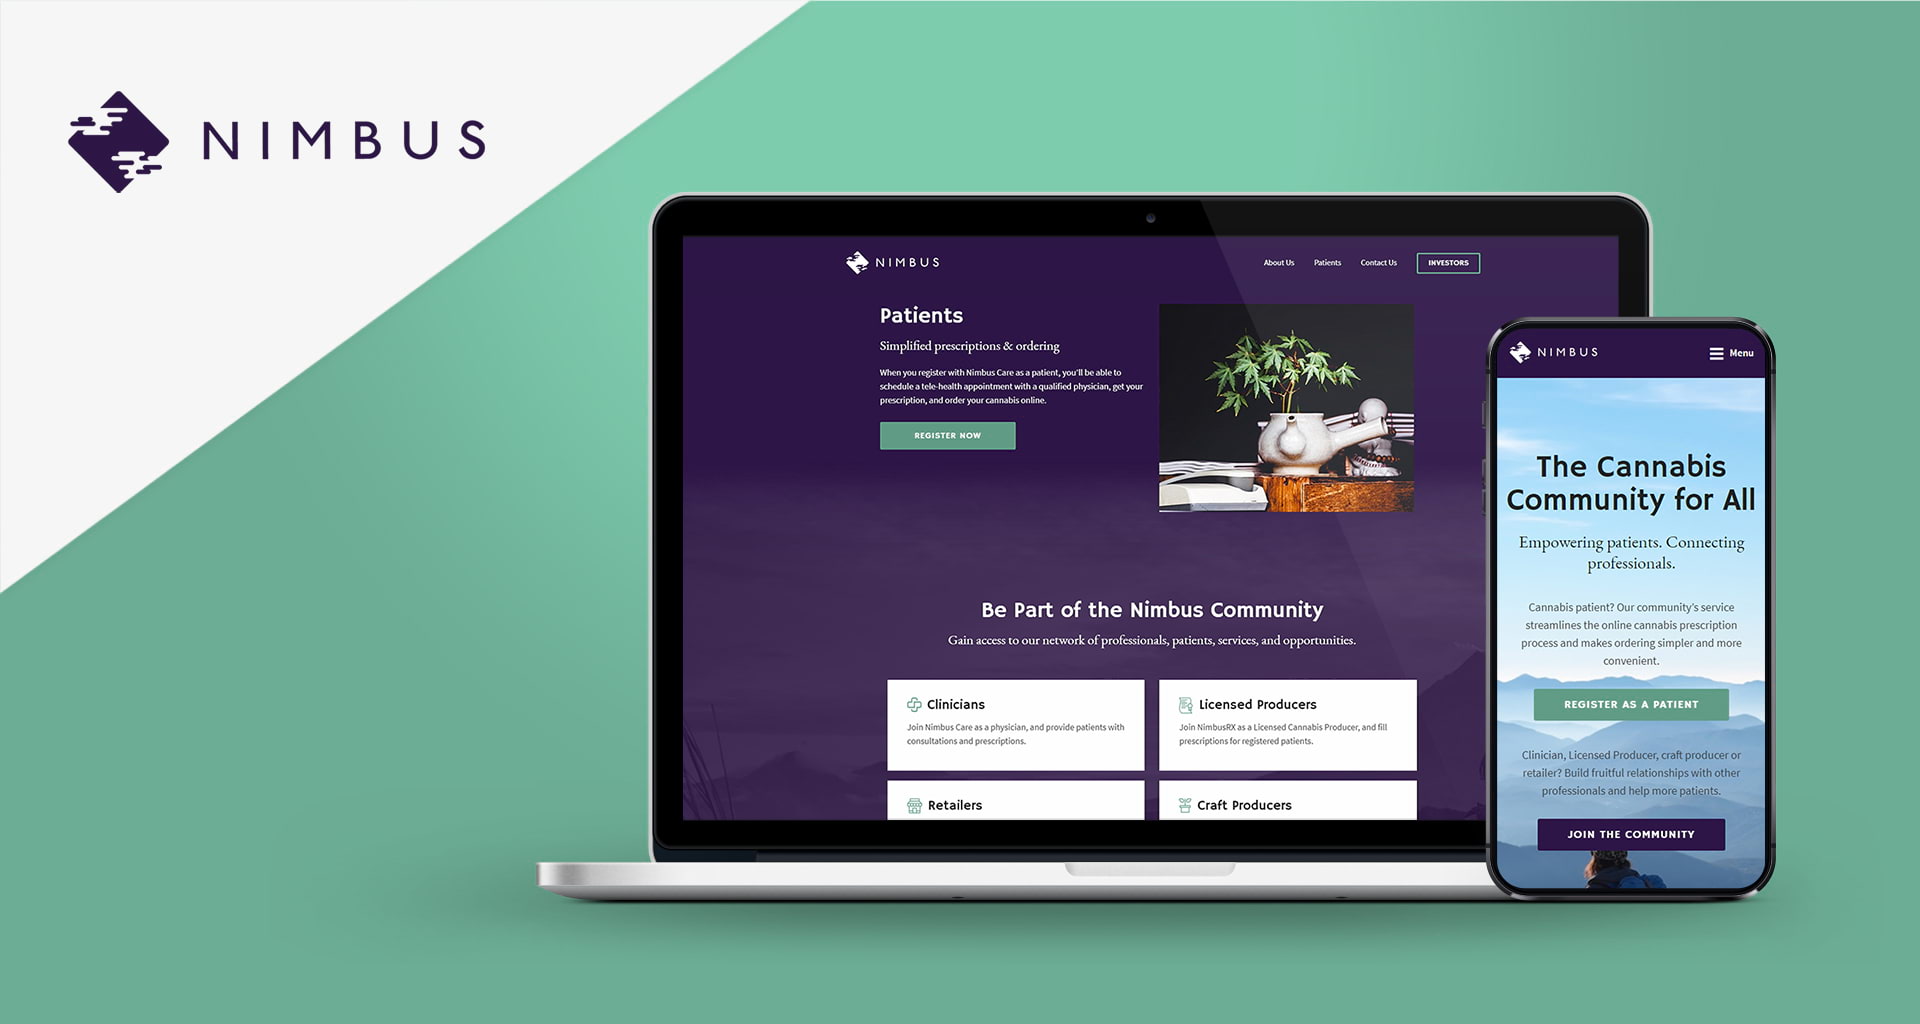 NIMBUS
NIMBUS
About Us
Patients
Contact Us
INVESTORS
Patients
Simplified prescriptions & ordering
When you register with Nimbus Care as a patient, you'll be able to
schedule a tele-health appointment with a qualified physician, get your
prescription, and order your cannabis online.
REGISTER NOW
Be Part of the Nimbus Community
Gain access to our network of professionals, patients, services, and opportunities.
Clinicians
Join Nimbus Care as a physician, and provide patients with
consultations and prescriptions.
Licensed Producers
Join NimbusRX as a Licensed Cannabis Producer, and fill
prescriptions for registered patients.
Retailers
Craft Producers
NIMBUS
Menu
The Cannabis
Community for All
Empowering patients. Connecting
professionals.
Cannabis patient? Our community's service
streamlines the online cannabis prescription
process and makes ordering simpler and more
convenient.
REGISTER AS A PATIENT
Clinician, Licensed Producer, craft producer or
retailer? Build fruitful relationships with other
professionals and help more patients.
JOIN THE COMMUNITY